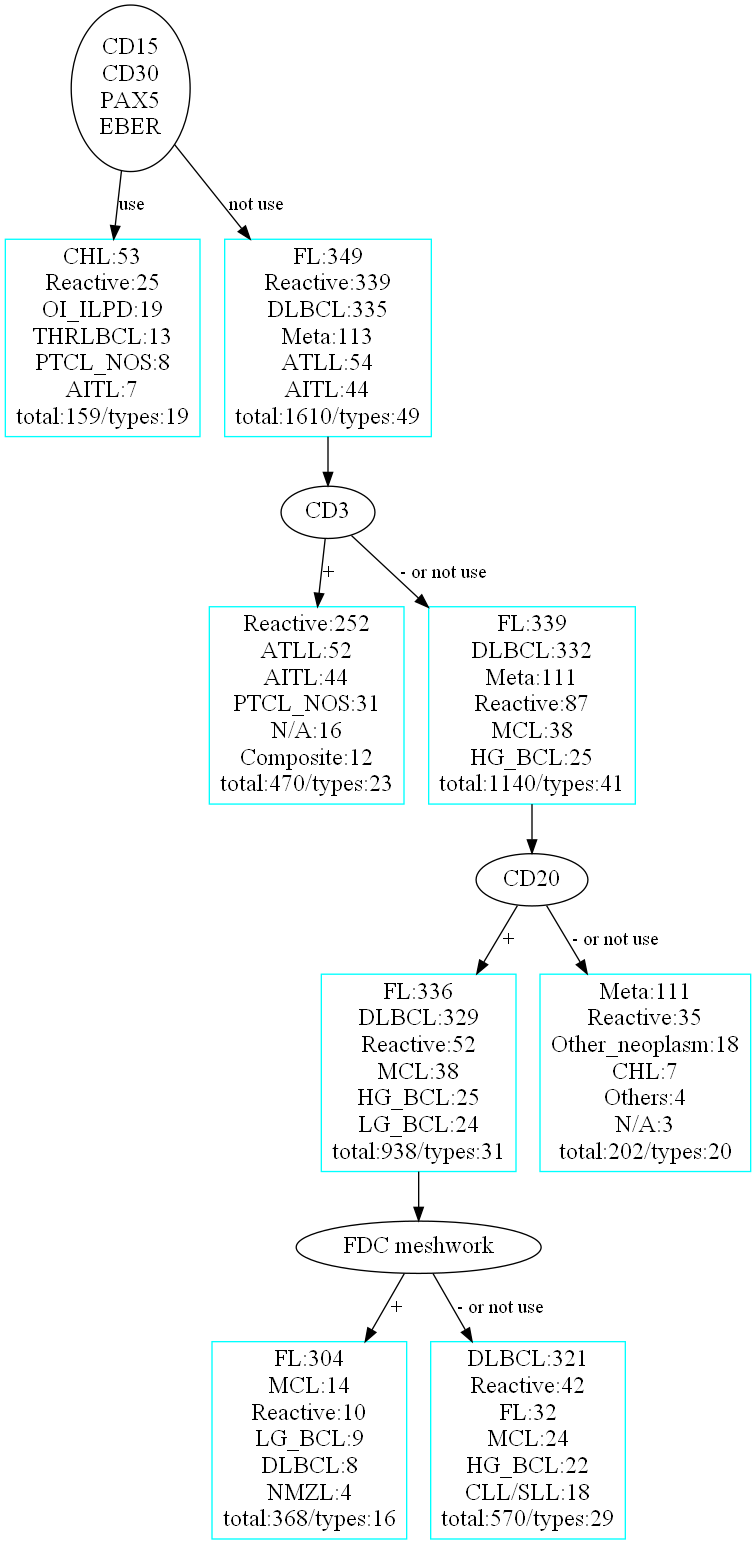 CD15
CD30
PAX5
EBER
use
not use
CHL:53
Reactive:25
OI_ILPD:19
THRLBCL:13
PTCL_NOS:8
AITL:7
total:159/types:19
FL:349
Reactive:339
DLBCL:335
Meta:113
ATLL:54
AITL:44
total:1610/types:49
CD3
+
- or not use
Reactive:252
ATLL:52
AITL:44
PTCL_NOS:31
N/A:16
Composite:12
total:470/types:23
FL:339
DLBCL:332
Meta:111
Reactive:87
MCL:38
HG_BCL:25
total:1140/types:41
CD20
+
- or not use
FL:336
DLBCL:329
Reactive:52
MCL:38
HG_BCL:25
LG_BCL:24
total:938/types:31
Meta:111
Reactive:35
Other_neoplasm:18
CHL:7
Others:4
N/A:3
total:202/types:20
FDC meshwork
+
- or not use
FL:304
MCL:14
Reactive:10
LG_BCL:9
DLBCL:8
NMZL:4
total:368/types:16
DLBCL:321
Reactive:42
FL:32
MCL:24
HG_BCL:22
CLL/SLL:18
total:570/types:29